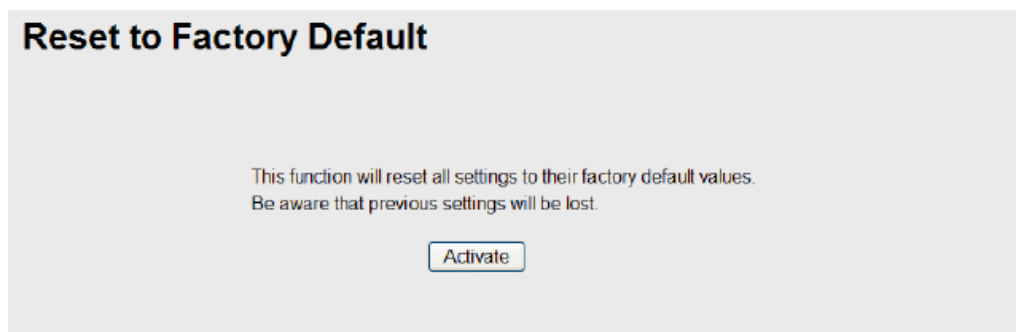 Reset to Factory Default
This function will reset all settings to their factory default values.
Be aware that previous settings will be lost.
Activate